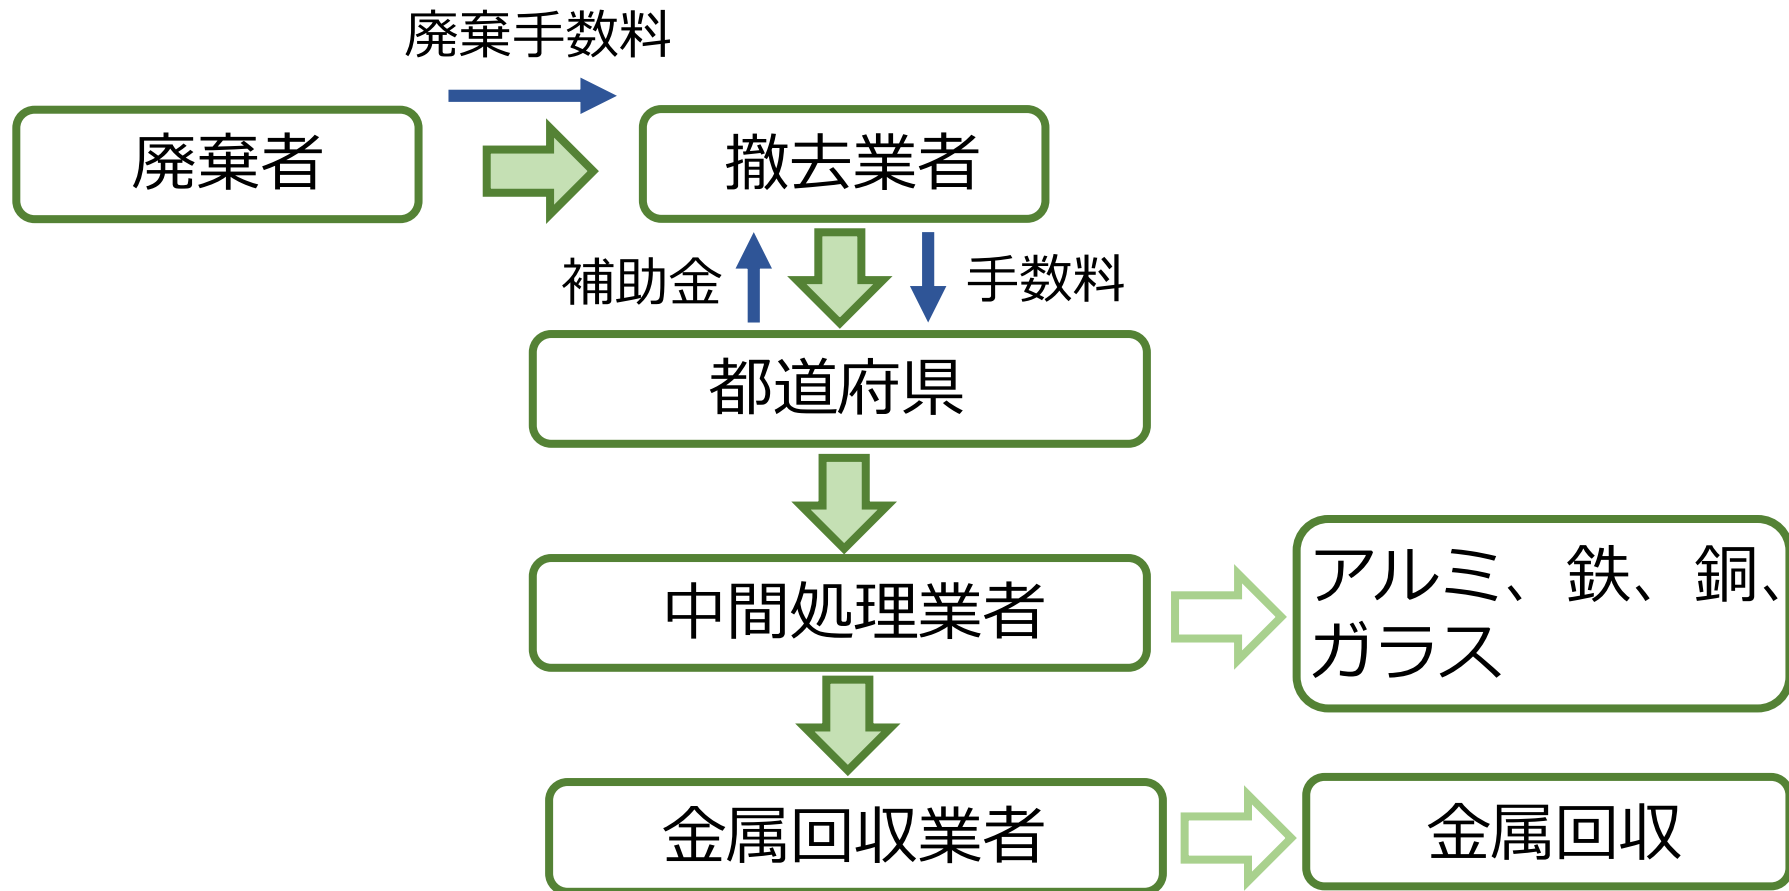 廃棄手数料
廃棄者
撤去業者
補助金
手数料
都道府県
中間処理業者
アルミ、鉄、銅、
ガラス
金属回収業者
金属回収